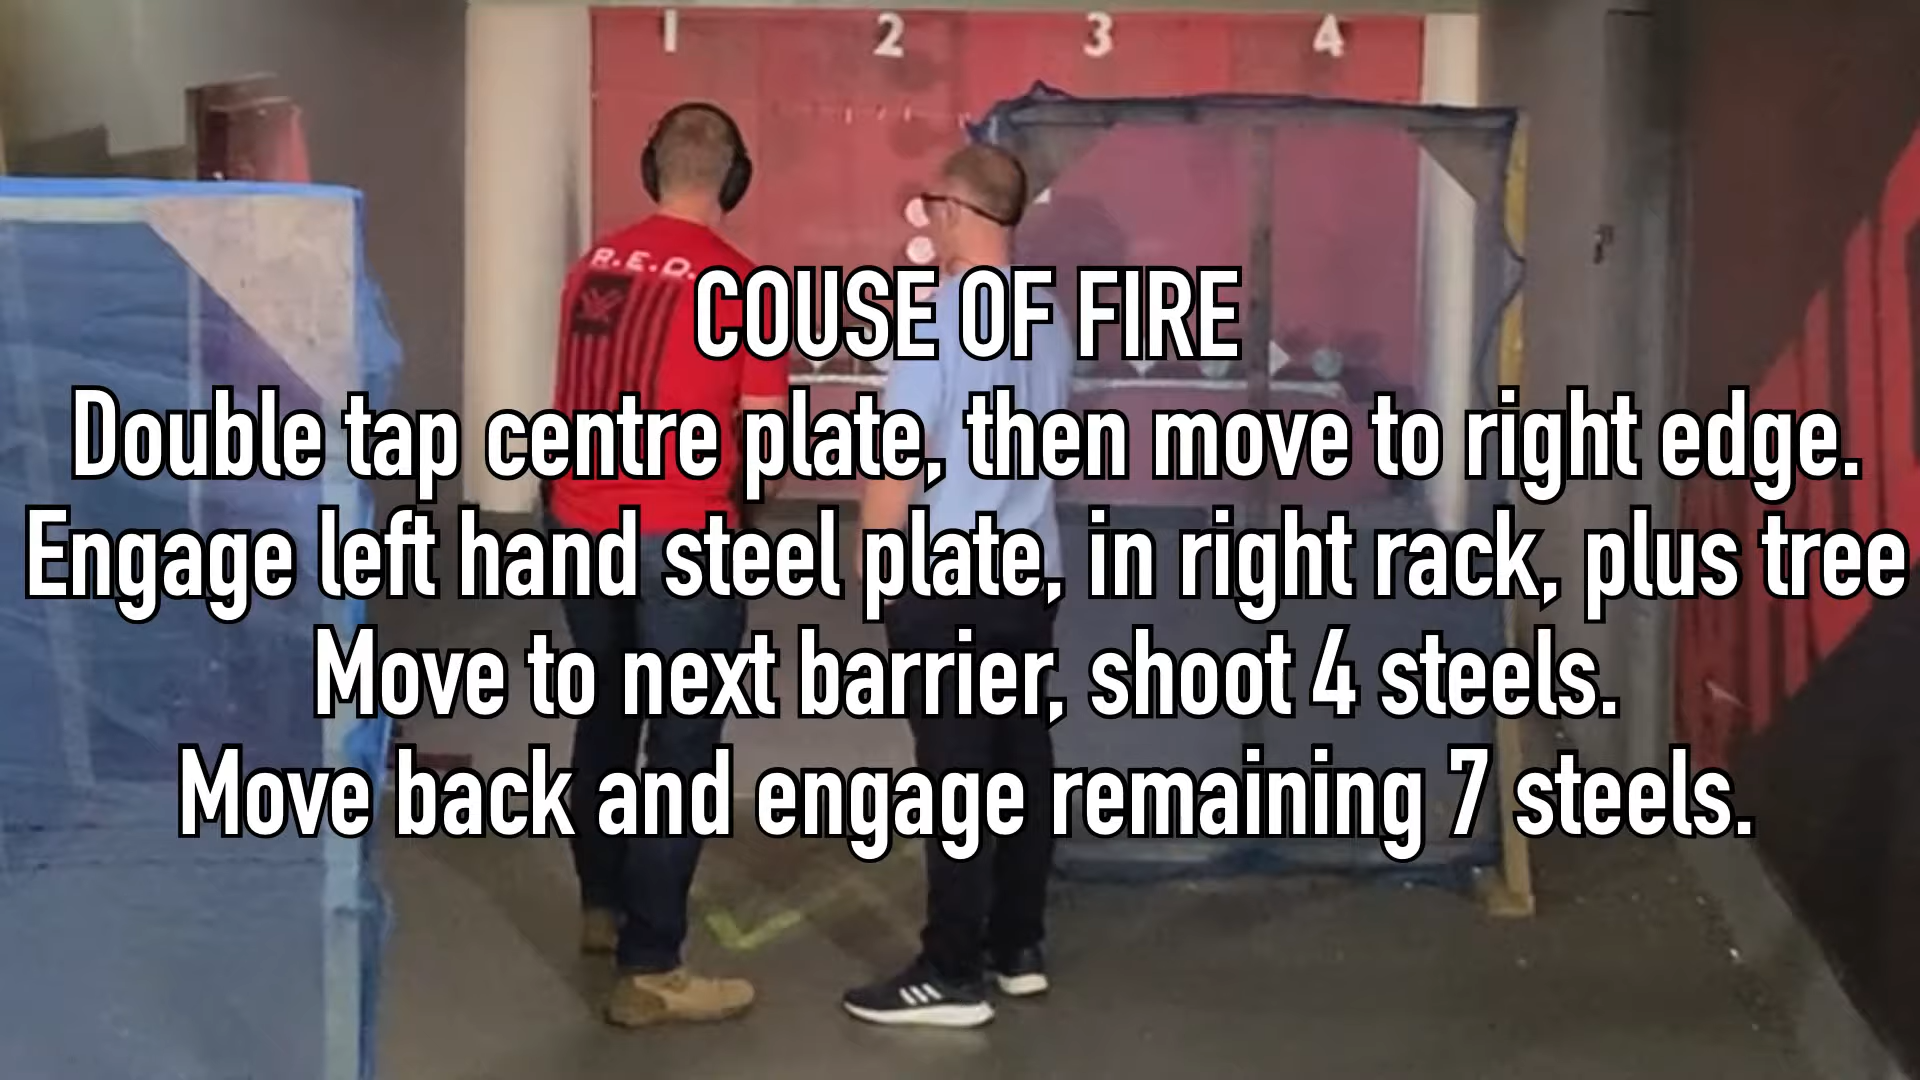 1 2 3 4
R.E.D.
COUSE OF FIRE
Double tap centre plate, then move to right edge.
Engage left hand steel plate, in right rack, plus tree
Move to next barrier, shoot 4 steels.
Move back and engage remaining 7 steels.